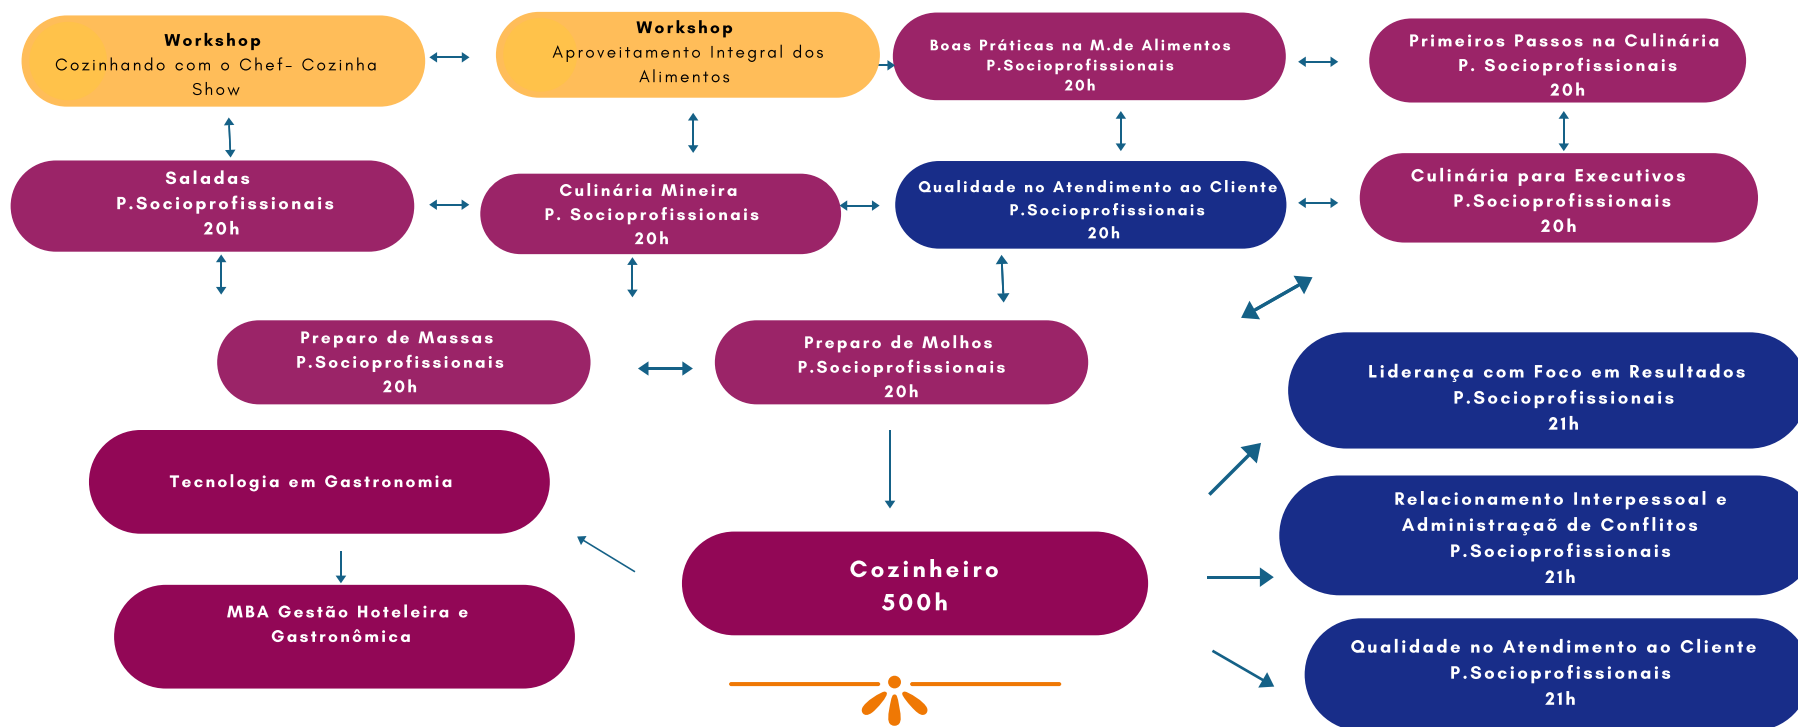 Workshop
Cozinhando com o Chef- Cozinha
Show
Workshop
Aproveitamento Integral dos
Alimentos
Boas Práticas na M.de Alimentos
P.Socioprofissionais
20h
Primeiros Passos na Culinária
P. Socioprofissionais
20h
Saladas
P.Socioprofissionais
20h
Culinária Mineira
P. Socioprofissionais
20h
Qualidade no Atendimento ao Cliente
P.Socioprofissionais
20h
Culinária para Executivos
P.Socioprofissionais
20h
Preparo de Massas
P.Socioprofissionais
20h
Preparo de Molhos
P.Socioprofissionais
20h
Liderança com Foco em Resultados
P.Socioprofissionais
21h
Tecnologia em Gastronomia
Relacionamento Interpessoal e
Administraçaõ de Conflitos
P.Socioprofissionais
21h
Cozinheiro
500h
MBA Gestão Hoteleira e
Gastronômica
Qualidade no Atendimento ao Cliente
P.Socioprofissionais
21h